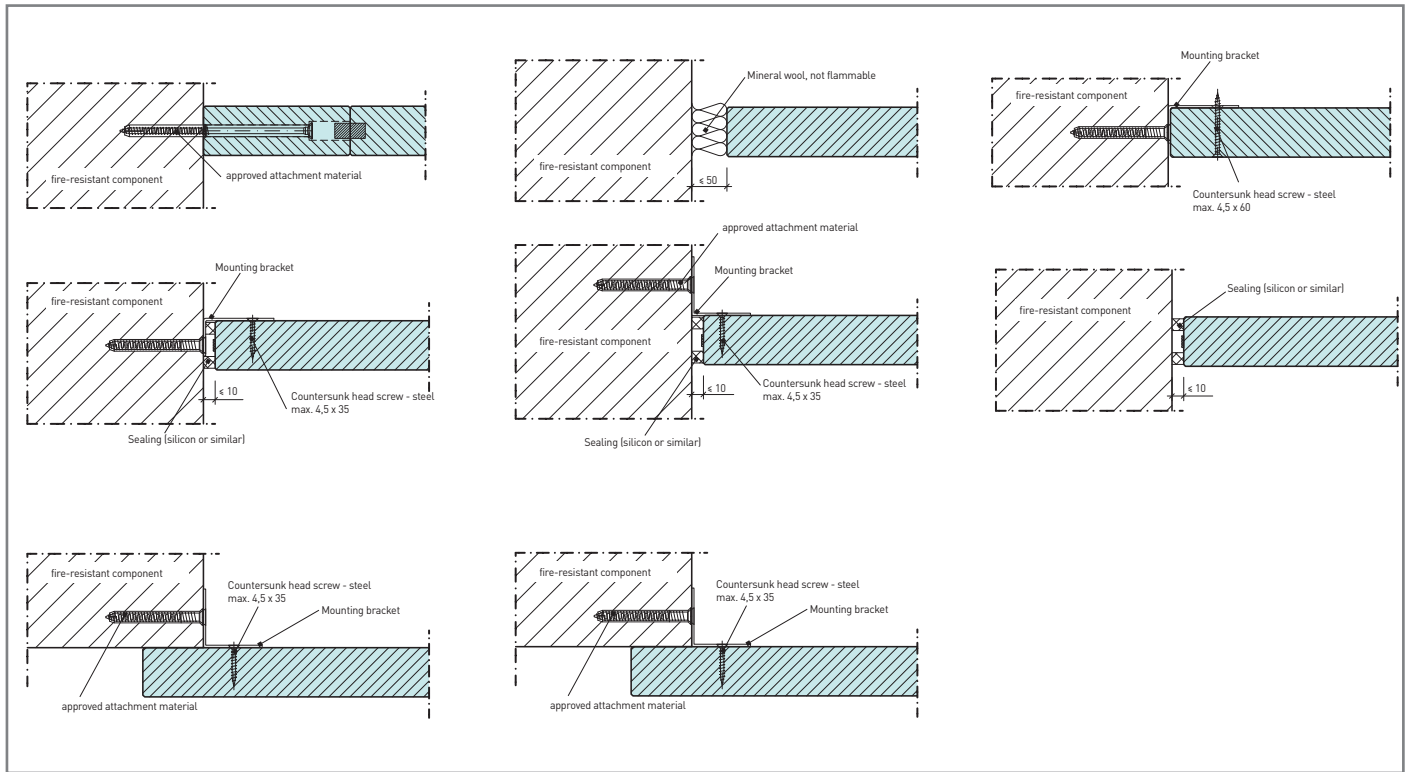 fire-resistant component
approved attachment material
Mineral wool, not flammable
fire-resistant component
≤ 50
Mounting bracket
fire-resistant component
Countersunk head screw - steel
max. 4,5 x 60
Mounting bracket
fire-resistant component
≤ 10
Countersunk head screw - steel
max. 4,5 x 35
Sealing (silicon or similar)
approved attachment material
Mounting bracket
fire-resistant component
≤ 10
Countersunk head screw - steel
max. 4,5 x 35
Sealing (silicon or similar)
Sealing (silicon or similar)
fire-resistant component
≤ 10
fire-resistant component
Countersunk head screw - steel
max. 4,5 x 35
Mounting bracket
approved attachment material
fire-resistant component
Countersunk head screw - steel
max. 4,5 x 35
Mounting bracket
approved attachment material